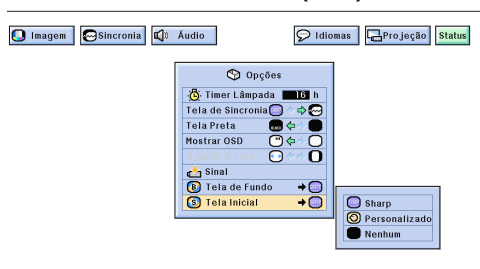 Imagem
Sincronia
Áudio
Idiomas
Projeção
Status
Opções
Timer Lâmpada 16 h
Tela de Sincronia
Tela Preta
Mostrar OSD
Sinal
Tela de Fundo
Tela Inicial
Sharp
Personalizado
Nenhum